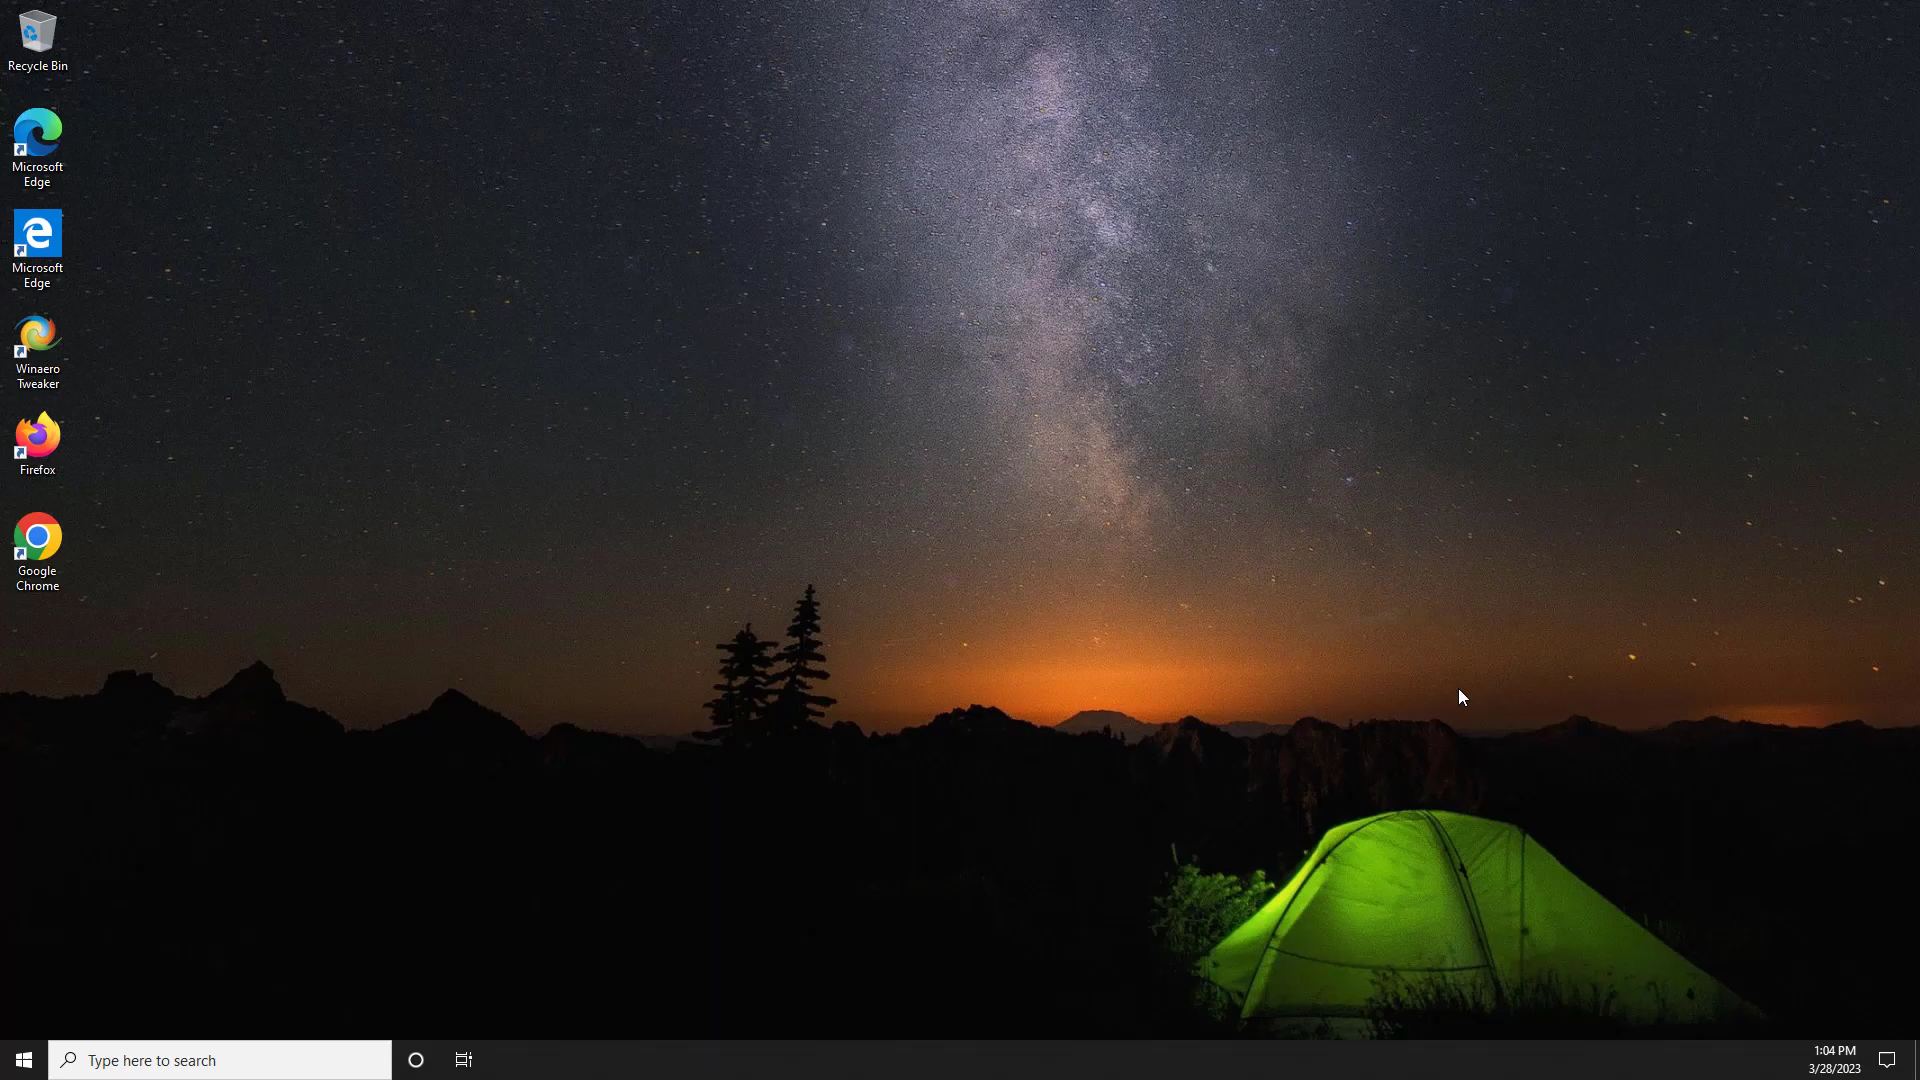 Recycle Bin
Microsoft
Edge
Microsoft
Edge
Winaero
Tweaker
Firefox
Google
Chrome
Type here to search
1:04 PM
3/28/2023